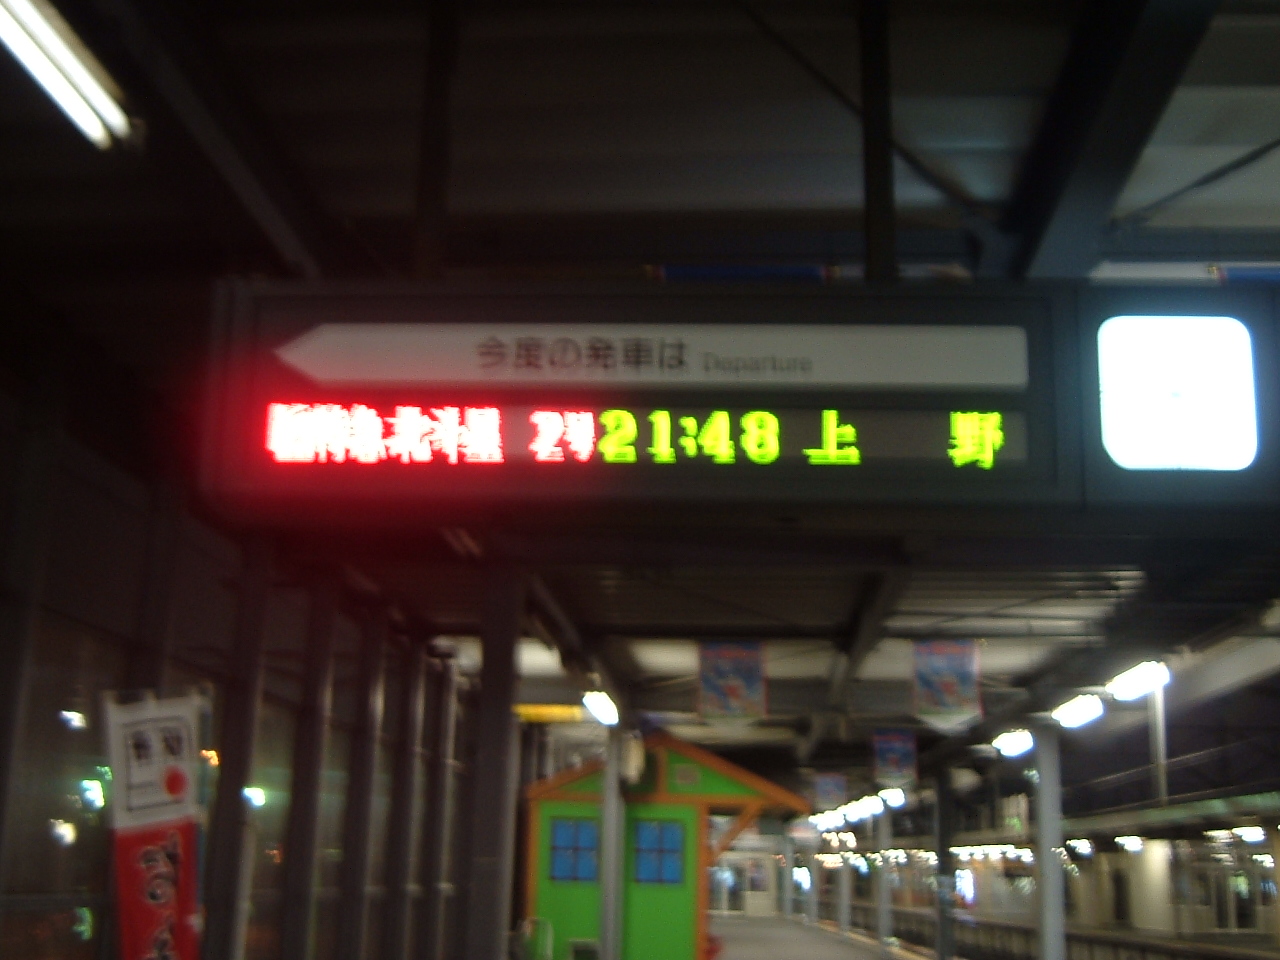 今度の発車は Departure
寝特急北斗星 2号 21:48 上 野